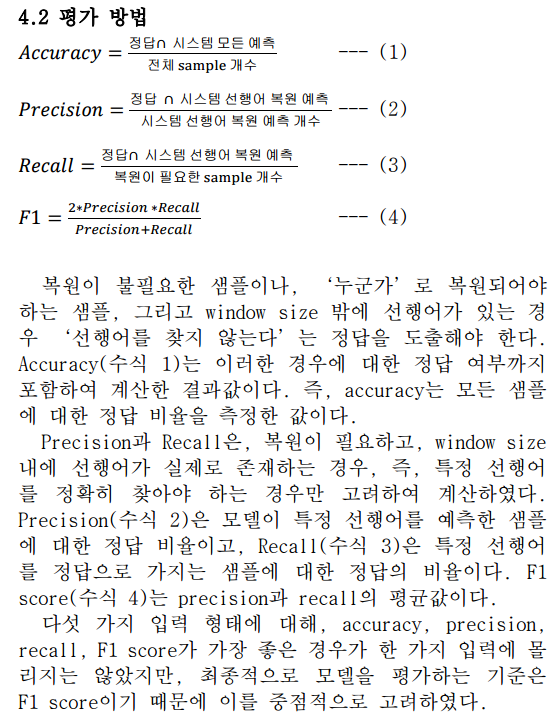 4.2 평가 방법
Accuracy = 정답∩ 시스템 모든 예측 / 전체 sample 개수 --- (1)
Precision = 정답 ∩ 시스템 선행어 복원 예측 / 시스템 선행어 복원 예측 개수 --- (2)
Recall = 정답∩ 시스템 선행어 복원 예측 / 복원이 필요한 sample 개수 --- (3)
F1 = 2*Precision *Recall / Precision+Recall --- (4)
복원이 불필요한 샘플이나, ‘누군가’로 복원되어야
하는 샘플, 그리고 window size 밖에 선행어가 있는 경
우 ‘선행어를 찾지 않는다’는 정답을 도출해야 한다.
Accuracy(수식 1)는 이러한 경우에 대한 정답 여부까지
포함하여 계산한 결과값이다. 즉, accuracy는 모든 샘플
에 대한 정답 비율을 측정한 값이다.
Precision과 Recall은, 복원이 필요하고, window size
내에 선행어가 실제로 존재하는 경우, 즉, 특정 선행어
를 정확히 찾아야 하는 경우만 고려하여 계산하였다.
Precision(수식 2)은 모델이 특정 선행어를 예측한 샘플
에 대한 정답 비율이고, Recall(수식 3)은 특정 선행어
를 정답으로 가지는 샘플에 대한 정답의 비율이다. F1
score(수식 4)는 precision과 recall의 평균값이다.
다섯 가지 입력 형태에 대해, accuracy, precision,
recall, F1 score가 가장 좋은 경우가 한 가지 입력에 몰
리지는 않았지만, 최종적으로 모델을 평가하는 기준은
F1 score이기 때문에 이를 중점적으로 고려하였다.